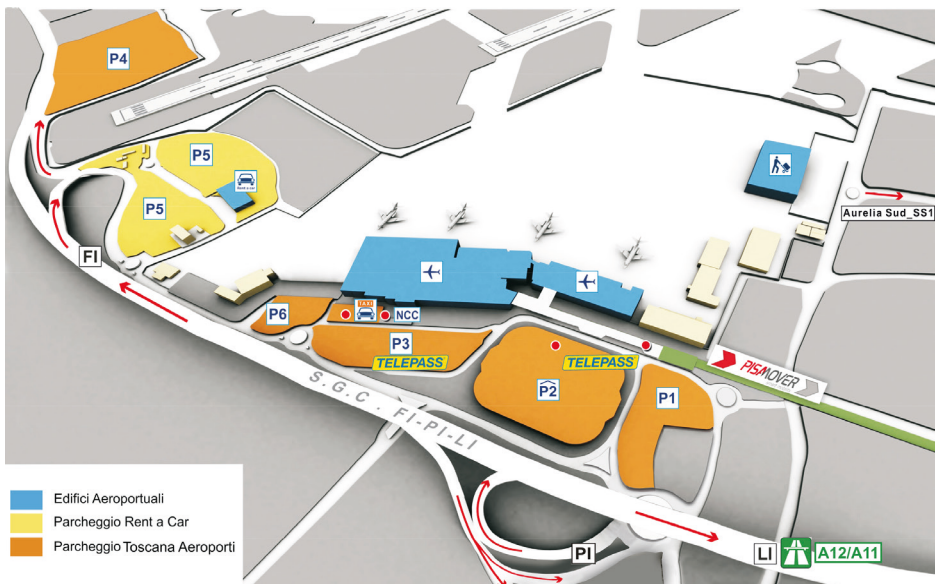 P4
P5
Rent a car
P5
Aurelia Sud_SS1
FI
TAXI
NCC
P6
P3
TELEPASS
TELEPASS
PISAMOVER
P2
P1
S.G.C. FI-PI-LI
Edifici Aeroportuali
Parcheggio Rent a Car
Parcheggio Toscana Aeroporti
PI
LI
A12/A11